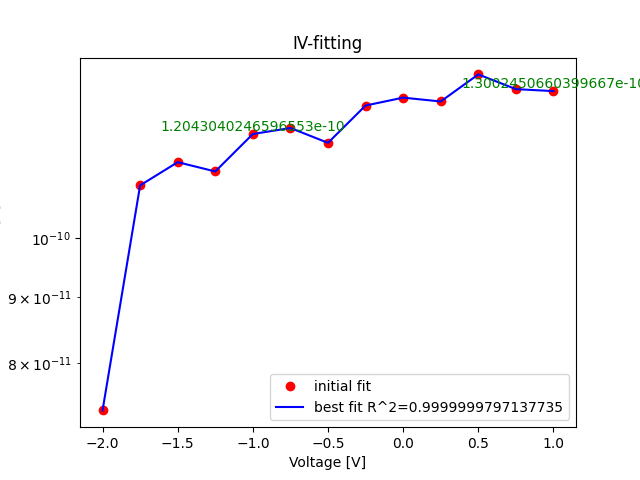 IV-fitting
1.2043040246596553e-10
1.3002450660399667e-10
10⁻¹⁰
9 × 10⁻¹¹
8 × 10⁻¹¹
initial fit
best fit R^2=0.9999999797137735
−2.0 −1.5 −1.0 −0.5 0.0 0.5 1.0
Voltage [V]